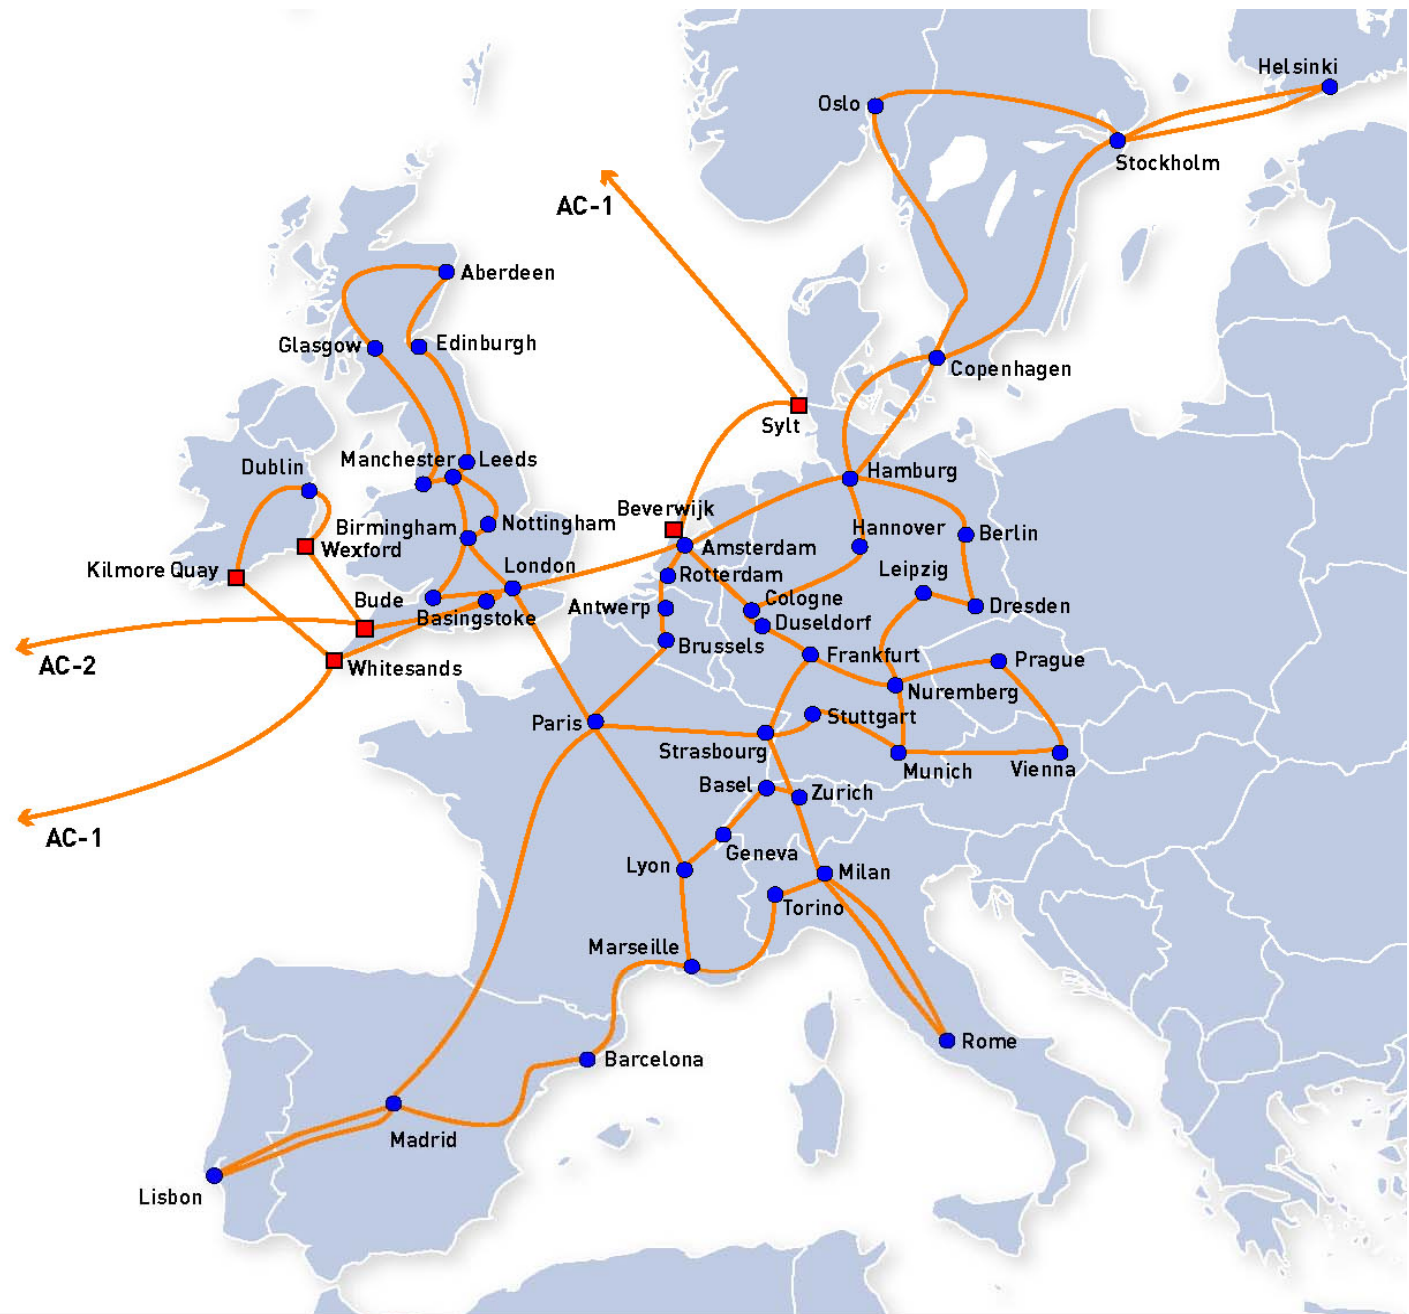 Helsinki
Oslo
Stockholm
AC-1
Aberdeen
Glasgow
Edinburgh
Copenhagen
Sylt
Manchester
Leeds
Dublin
Hamburg
Beverwijk
Birmingham
Nottingham
Hannover
Berlin
Wexford
Amsterdam
Kilmore Quay
London
Rotterdam
Leipzig
Bude
Basingstoke
Antwerp
Cologne
Dresden
Duseldorf
AC-2
Whitesands
Brussels
Frankfurt
Prague
Nuremberg
Paris
Stuttgart
Strasbourg
Munich
Vienna
Basel
Zurich
AC-1
Geneva
Lyon
Milan
Torino
Marseille
Rome
Barcelona
Madrid
Lisbon